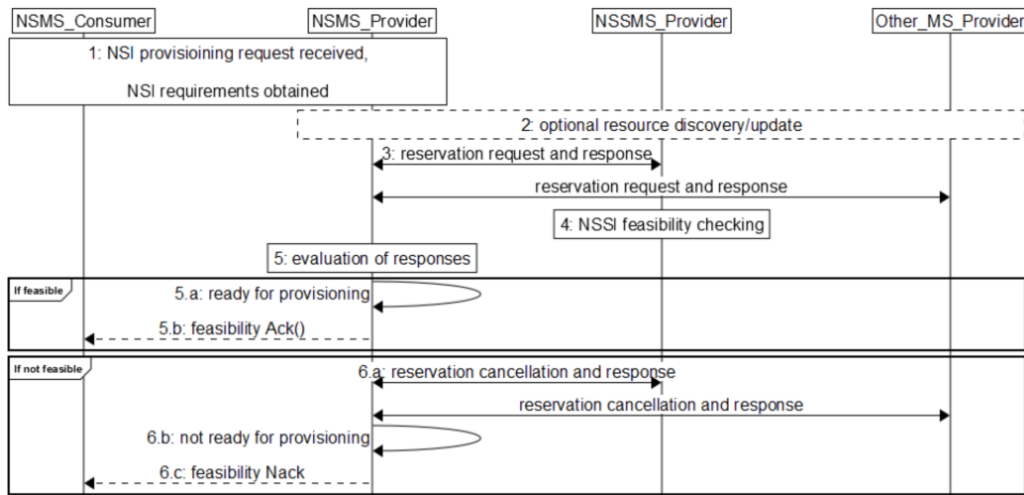 NSMS_Consumer
NSMS_Provider
NSSMS_Provider
Other_MS_Provider
1: NSI provisioining request received,
NSI requirements obtained
2: optional resource discovery/update
3: reservation request and response
reservation request and response
4: NSSI feasibility checking
5: evaluation of responses
If feasible
5.a: ready for provisioning
5.b: feasibility Ack()
If not feasible
6.a: reservation cancellation and response
reservation cancellation and response
6.b: not ready for provisioning
6.c: feasibility Nack